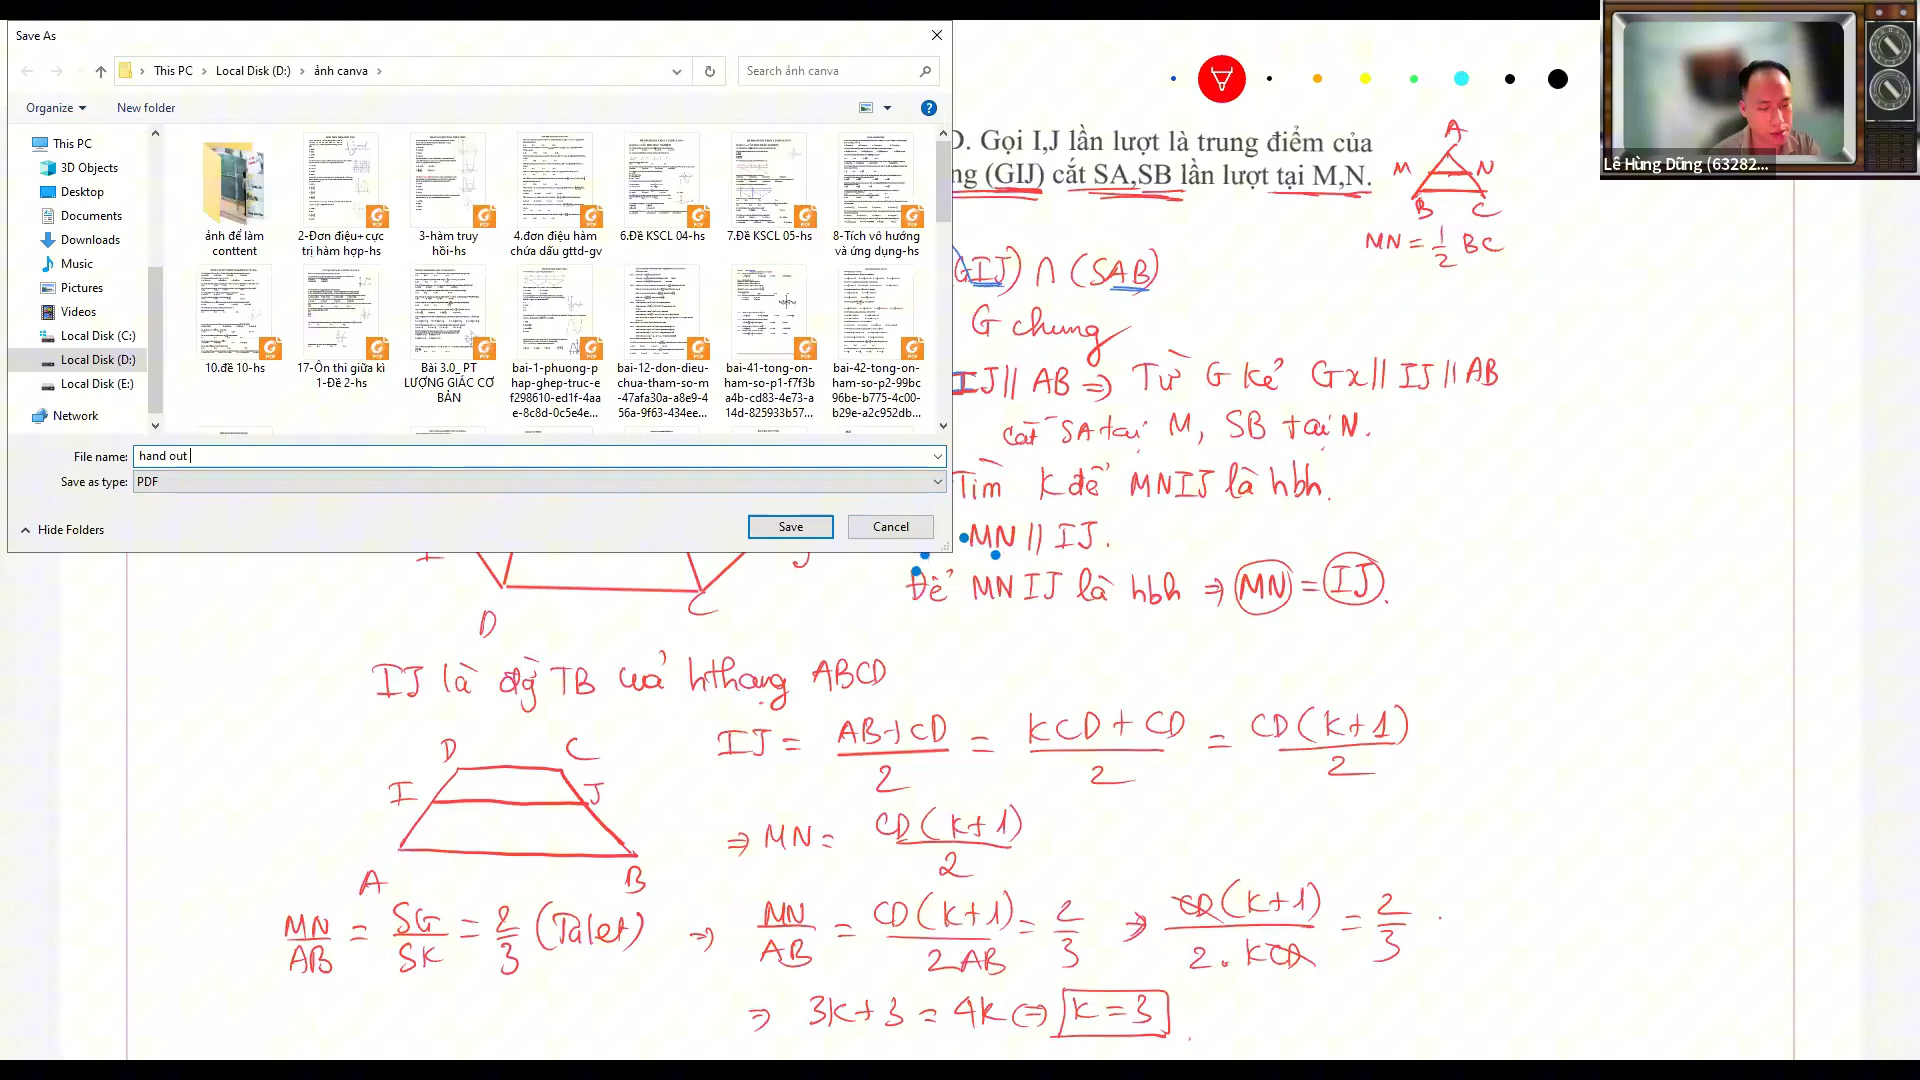 Save As
This PC
Local Disk (D:)
ảnh canva
Search ảnh canva
Organize
New folder
This PC
3D Objects
Desktop
Documents
Downloads
Music
Pictures
Videos
Local Disk (C:)
Local Disk (D:)
Local Disk (E:)
Network
ảnh để làm conttent
2-Đơn điệu+cực trị hàm hợp-hs
3-hàm truy hồi-hs
4.đơn điệu hàm chứa dấu gttd-gv
6.Đề KSCL 04-hs
7.Đề KSCL 05-hs
8-Tích vô hướng và ứng dụng-hs
10.đề 10-hs
17-Ôn thi giữa kì 1-Đề 2-hs
Bài 3.0_ PT LƯỢNG GIÁC CƠ BẢN
bai-1-phuong-p
hap-ghep-truc-e
f298610-ed1f-4aa
e-8c8d-0c5e4e...
bai-12-don-dieu-
chua-tham-so-m
-47afa30a-a8e9-4
56a-9f63-434ee...
bai-41-tong-on-
ham-so-p1-f7f3b
a4b-cd83-4e73-a
14d-825933b57...
bai-42-tong-on-
ham-so-p2-99bc
96be-b775-4c00-
b29e-a2c952db...
File name: hand out
Save as type: PDF
Hide Folders
Save
Cancel
D. Gọi I,J lần lượt là trung điểm của
ng (GIJ) cắt SA,SB lần lượt tại M,N.
A
M N
B C
MN = 1/2 BC
Lê Hùng Dũng (63282...
GIJ) ∩ (SAB)
G chung
IJ // AB => Từ G kẻ Gx // IJ // AB
cắt SA tại M, SB tại N.
Tìm k để MNIJ là hbh.
MN // IJ.
Để MNIJ là hbh => MN = IJ.
I J
D C
IJ là đg TB của hthang ABCD
D C
I J
A B
IJ = (AB+CD)/2 = (kCD + CD)/2 = CD(k+1)/2
=> MN = CD(k+1)/2
MN/AB = SG/SK = 2/3 (Talet) => MN/AB = CD(k+1)/2AB = 2/3 => CD(k+1)/2.kCD = 2/3
=> 3k + 3 = 4k <=> k = 3